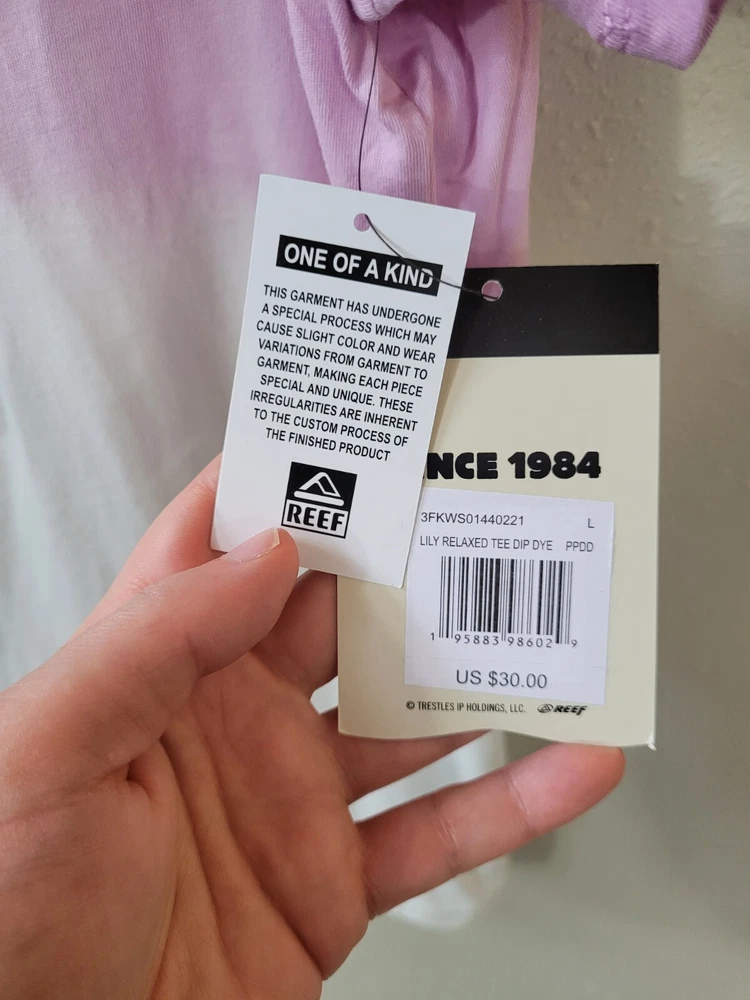 ONE OF A KIND
THIS GARMENT HAS UNDERGONE
A SPECIAL PROCESS WHICH MAY
CAUSE SLIGHT COLOR AND WEAR
VARIATIONS FROM GARMENT TO
GARMENT, MAKING EACH PIECE
SPECIAL AND UNIQUE. THESE
IRREGULARITIES ARE INHERENT
TO THE CUSTOM PROCESS OF
THE FINISHED PRODUCT
REEF
NCE 1984
3FKWS01440221 L
LILY RELAXED TEE DIP DYE PPDD
1 95883 98602 9
US $30.00
© TRESTLES IP HOLDINGS, LLC. REEF